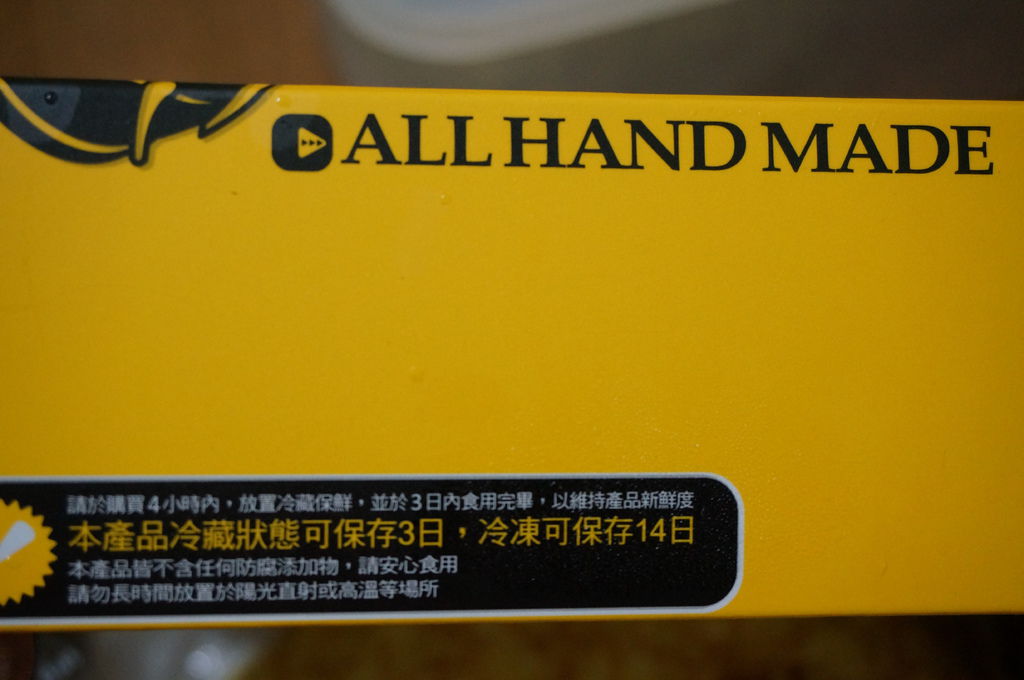 ALL HAND MADE
請於購買4小時內，放置冷藏保鮮，並於3日內食用完畢，以維持產品新鮮度
本產品冷藏狀態可保存3日，冷凍可保存14日
本產品皆不含任何防腐添加物，請安心食用
請勿長時間放置於陽光直射或高溫等場所